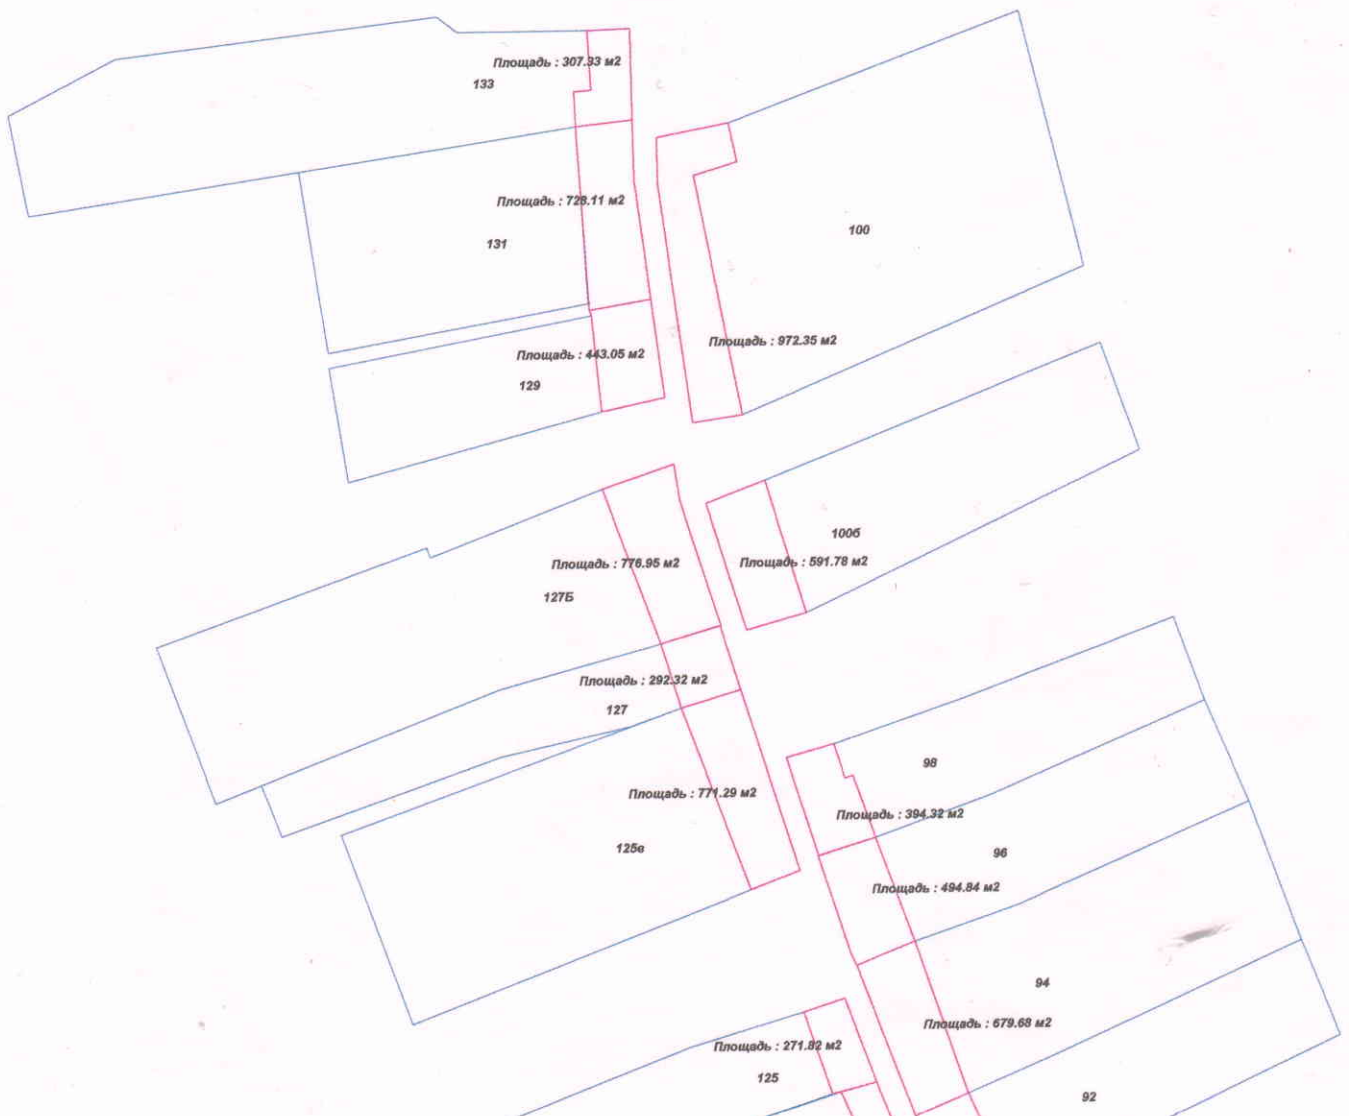 Площадь : 307.33 м2
133
Площадь : 728.11 м2
131
100
Площадь : 972.35 м2
Площадь : 443.05 м2
129
100б
Площадь : 776.95 м2
Площадь : 591.78 м2
127Б
Площадь : 292.32 м2
127
98
Площадь : 771.29 м2
Площадь : 394.32 м2
125в
96
Площадь : 494.84 м2
94
Площадь : 679.68 м2
Площадь : 271.82 м2
125
92